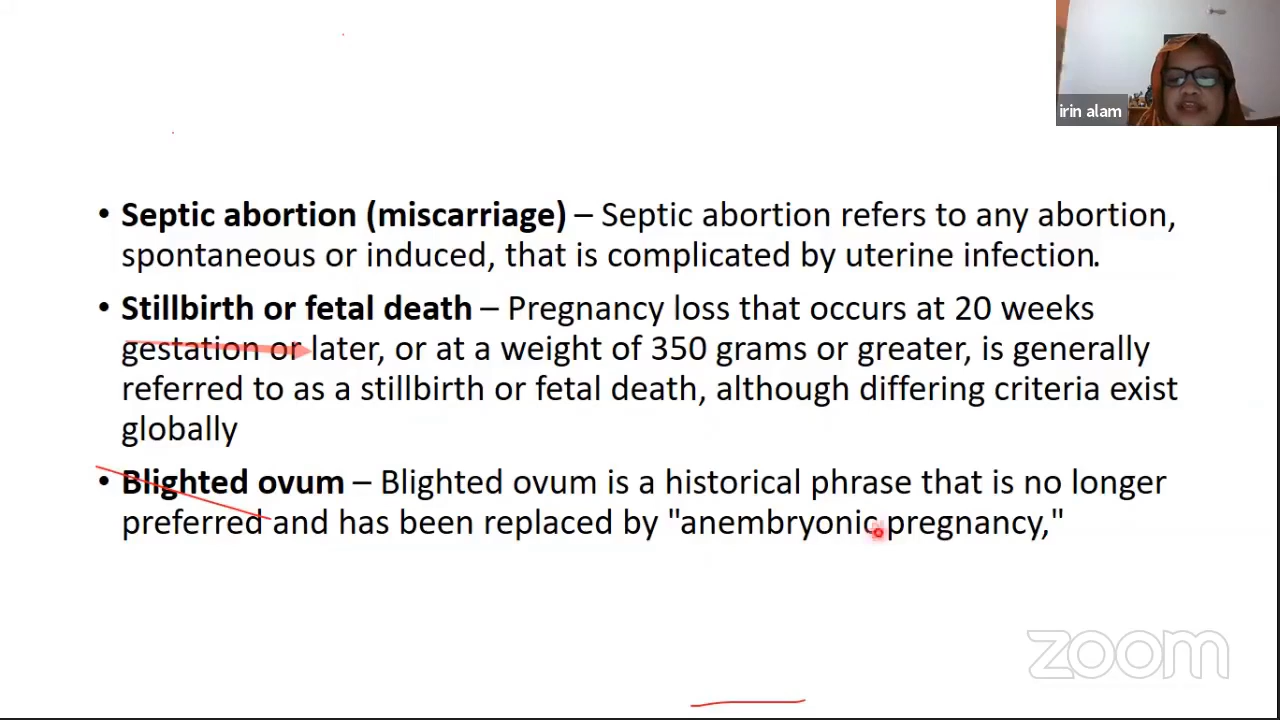 irin alam
• Septic abortion (miscarriage) – Septic abortion refers to any abortion,
spontaneous or induced, that is complicated by uterine infection.
• Stillbirth or fetal death – Pregnancy loss that occurs at 20 weeks
gestation or later, or at a weight of 350 grams or greater, is generally
referred to as a stillbirth or fetal death, although differing criteria exist
globally
• Blighted ovum – Blighted ovum is a historical phrase that is no longer
preferred and has been replaced by "anembryonic pregnancy,"
zoom